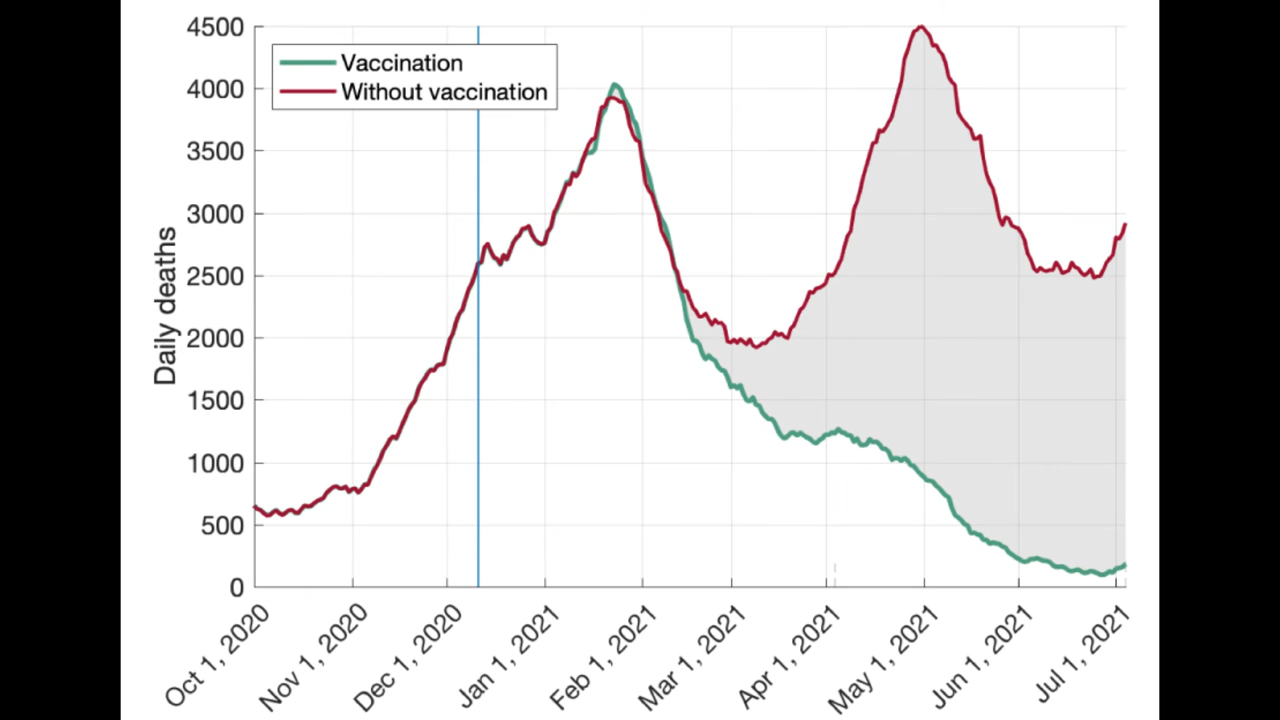 4500
4000
3500
3000
2500
2000
1500
1000
500
0
Daily deaths
Vaccination
Without vaccination
Oct 1, 2020
Nov 1, 2020
Dec 1, 2020
Jan 1, 2021
Feb 1, 2021
Mar 1, 2021
Apr 1, 2021
May 1, 2021
Jun 1, 2021
Jul 1, 2021